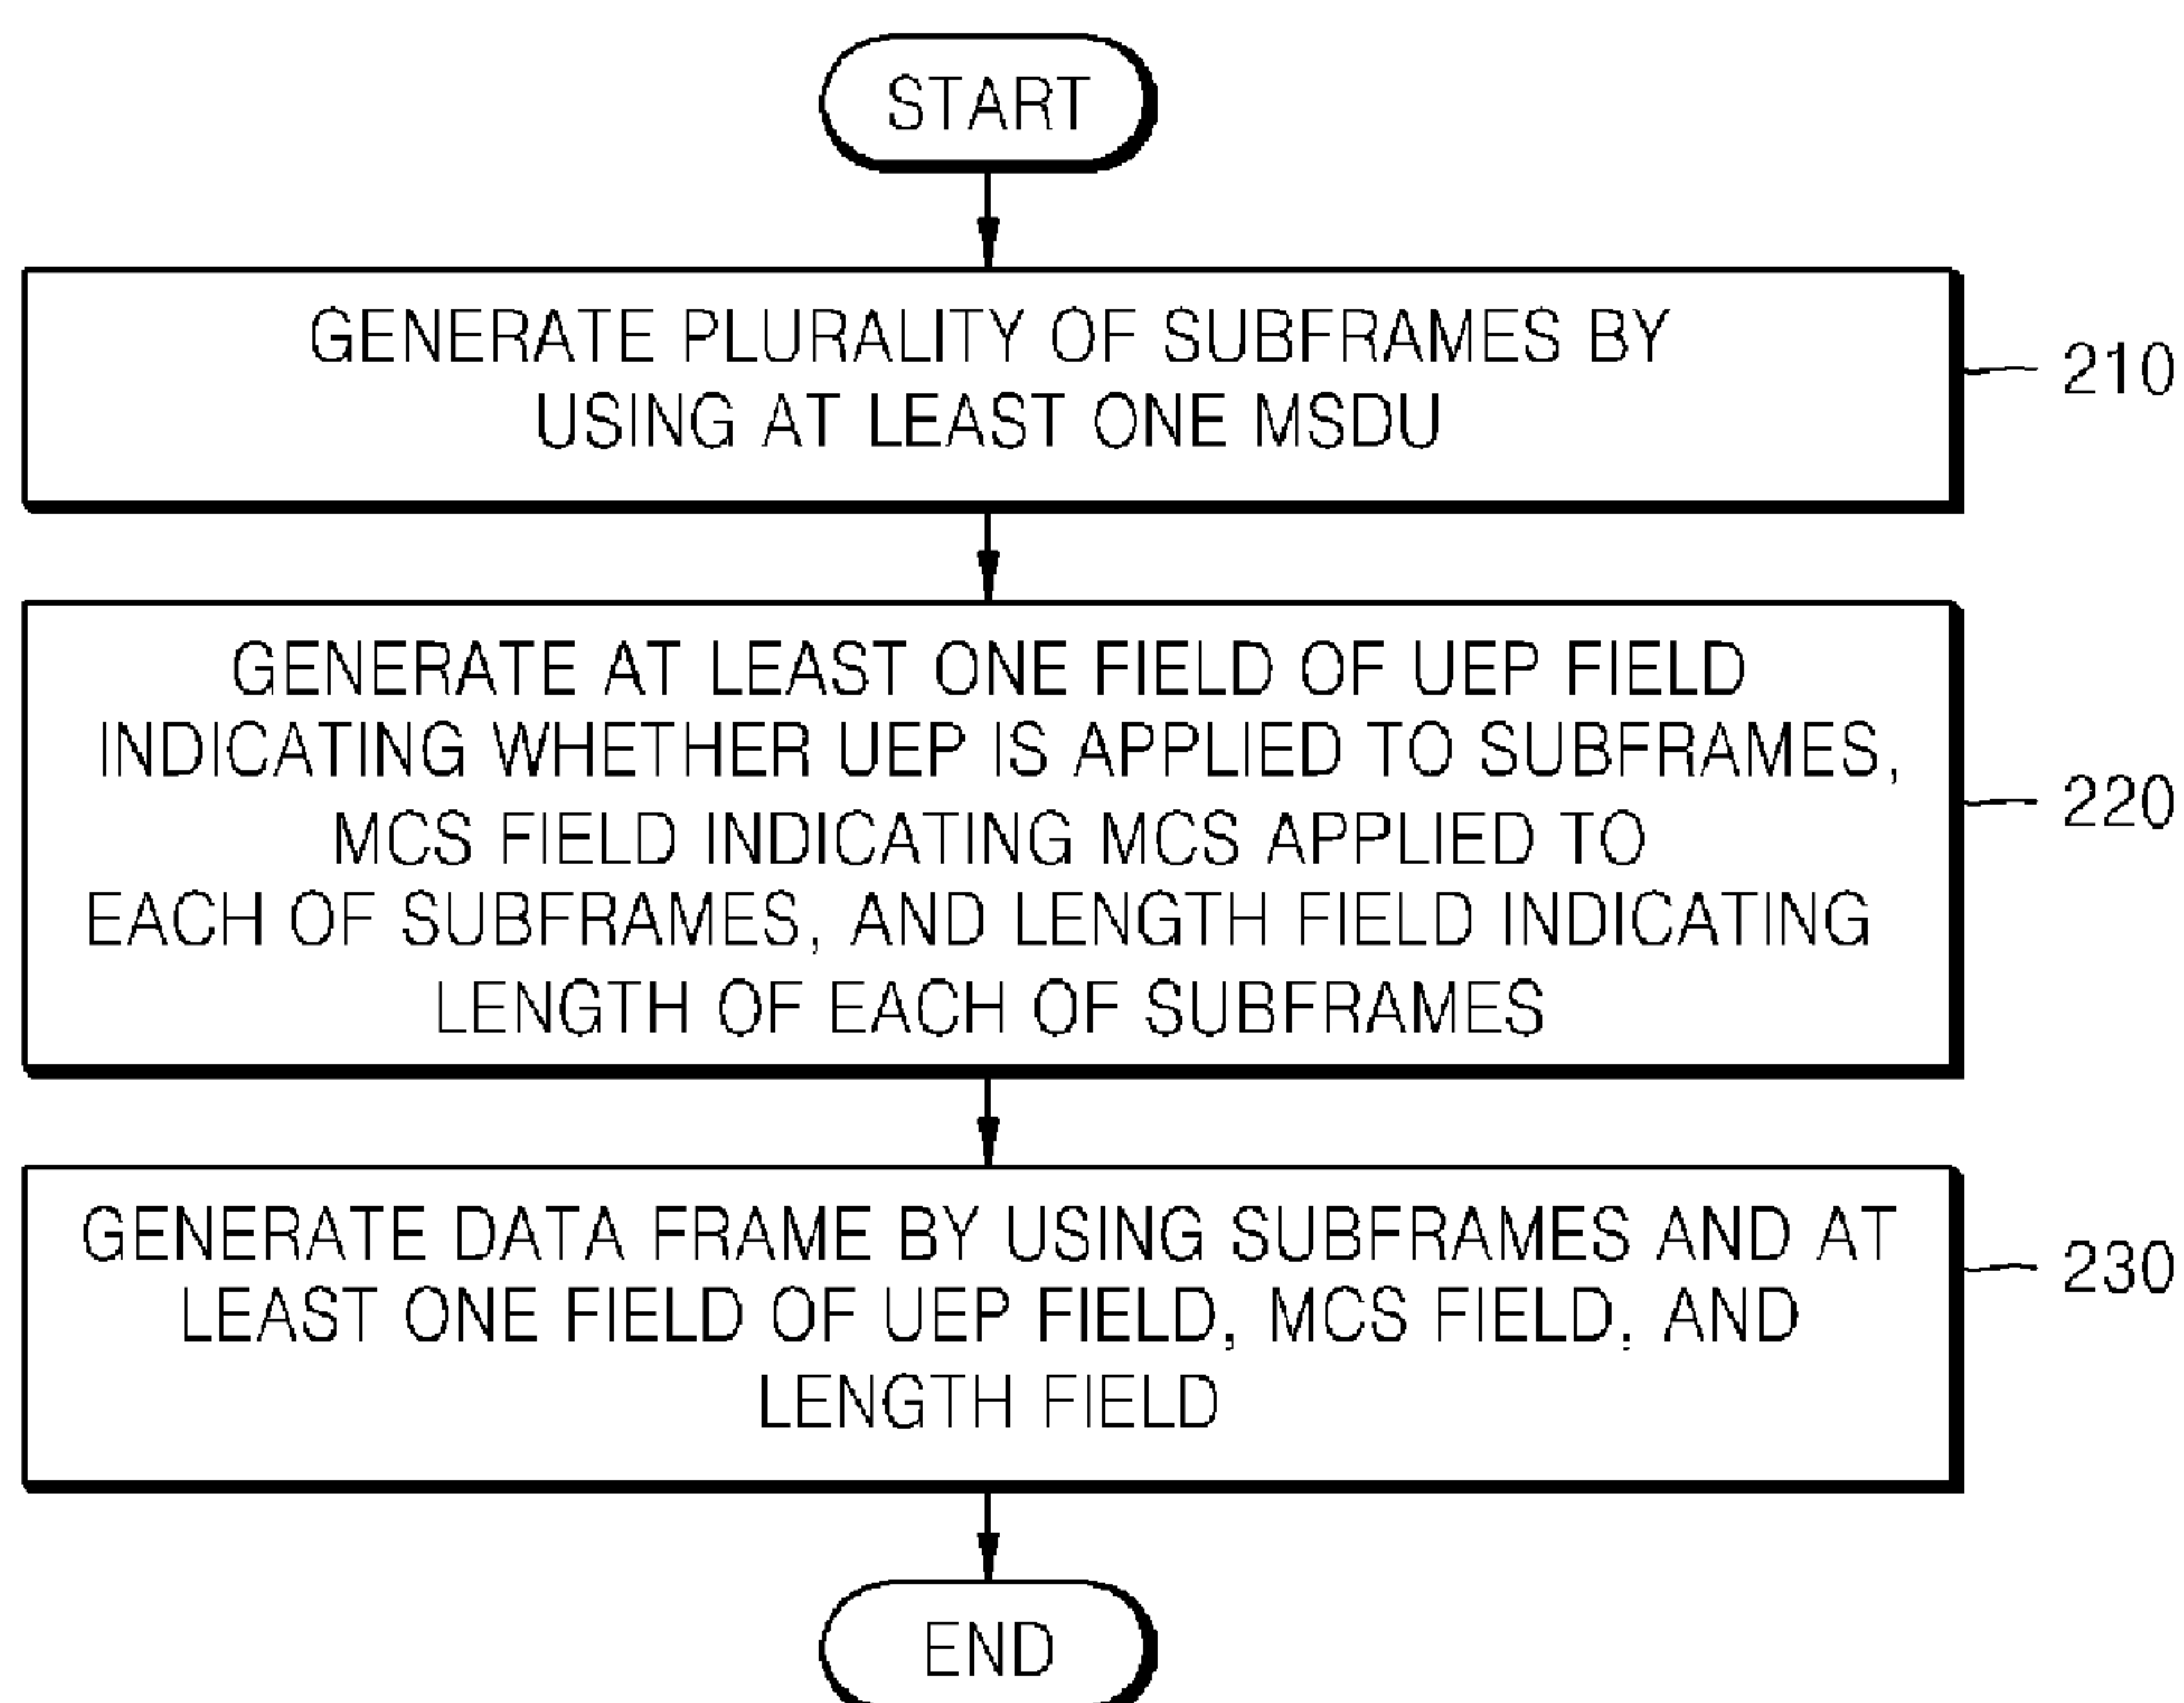 START
GENERATE PLURALITY OF SUBFRAMES BY
USING AT LEAST ONE MSDU
210
GENERATE AT LEAST ONE FIELD OF UEP FIELD
INDICATING WHETHER UEP IS APPLIED TO SUBFRAMES,
MCS FIELD INDICATING MCS APPLIED TO
EACH OF SUBFRAMES, AND LENGTH FIELD INDICATING
LENGTH OF EACH OF SUBFRAMES
220
GENERATE DATA FRAME BY USING SUBFRAMES AND AT
LEAST ONE FIELD OF UEP FIELD, MCS FIELD, AND
LENGTH FIELD
230
END